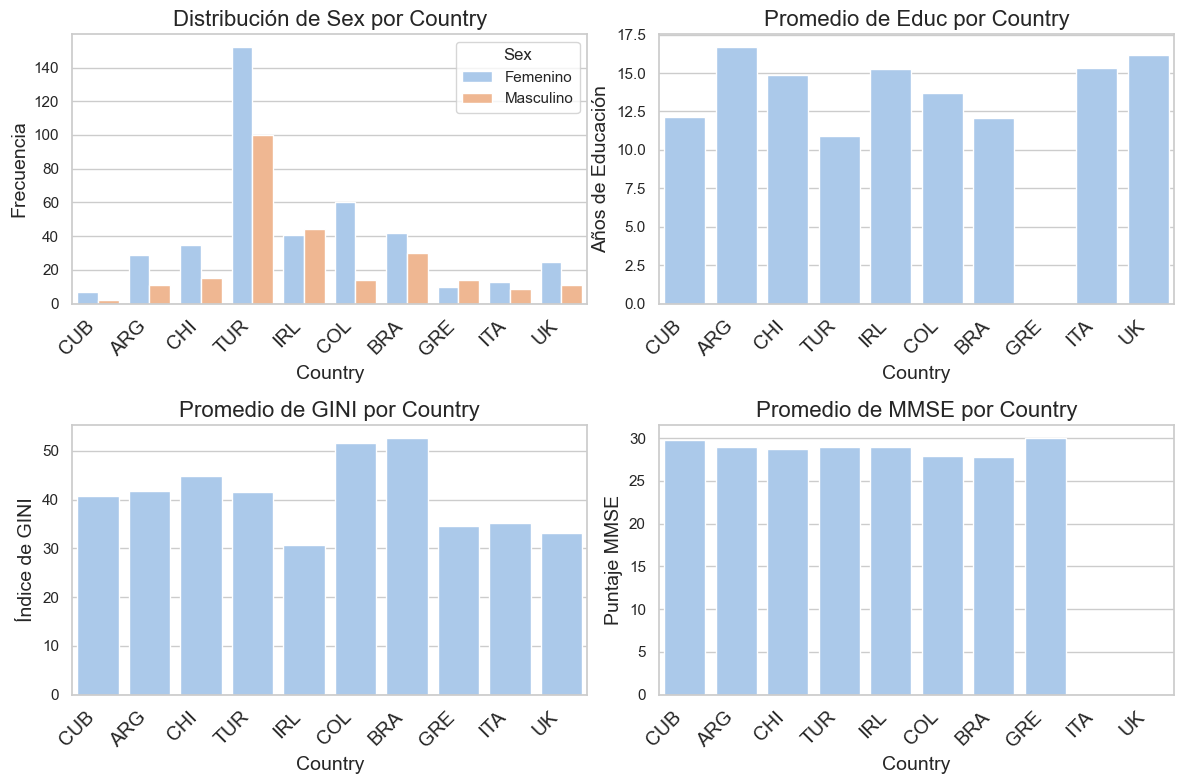 Distribución de Sex por Country
Frecuencia
140
120
100
80
60
40
20
0
Sex
Femenino
Masculino
CUB
ARG
CHI
TUR
IRL
COL
BRA
GRE
ITA
UK
Country
Promedio de Educ por Country
Años de Educación
17.5
15.0
12.5
10.0
7.5
5.0
2.5
0.0
CUB
ARG
CHI
TUR
IRL
COL
BRA
GRE
ITA
UK
Country
Promedio de GINI por Country
Índice de GINI
50
40
30
20
10
0
CUB
ARG
CHI
TUR
IRL
COL
BRA
GRE
ITA
UK
Country
Promedio de MMSE por Country
Puntaje MMSE
30
25
20
15
10
5
0
CUB
ARG
CHI
TUR
IRL
COL
BRA
GRE
ITA
UK
Country